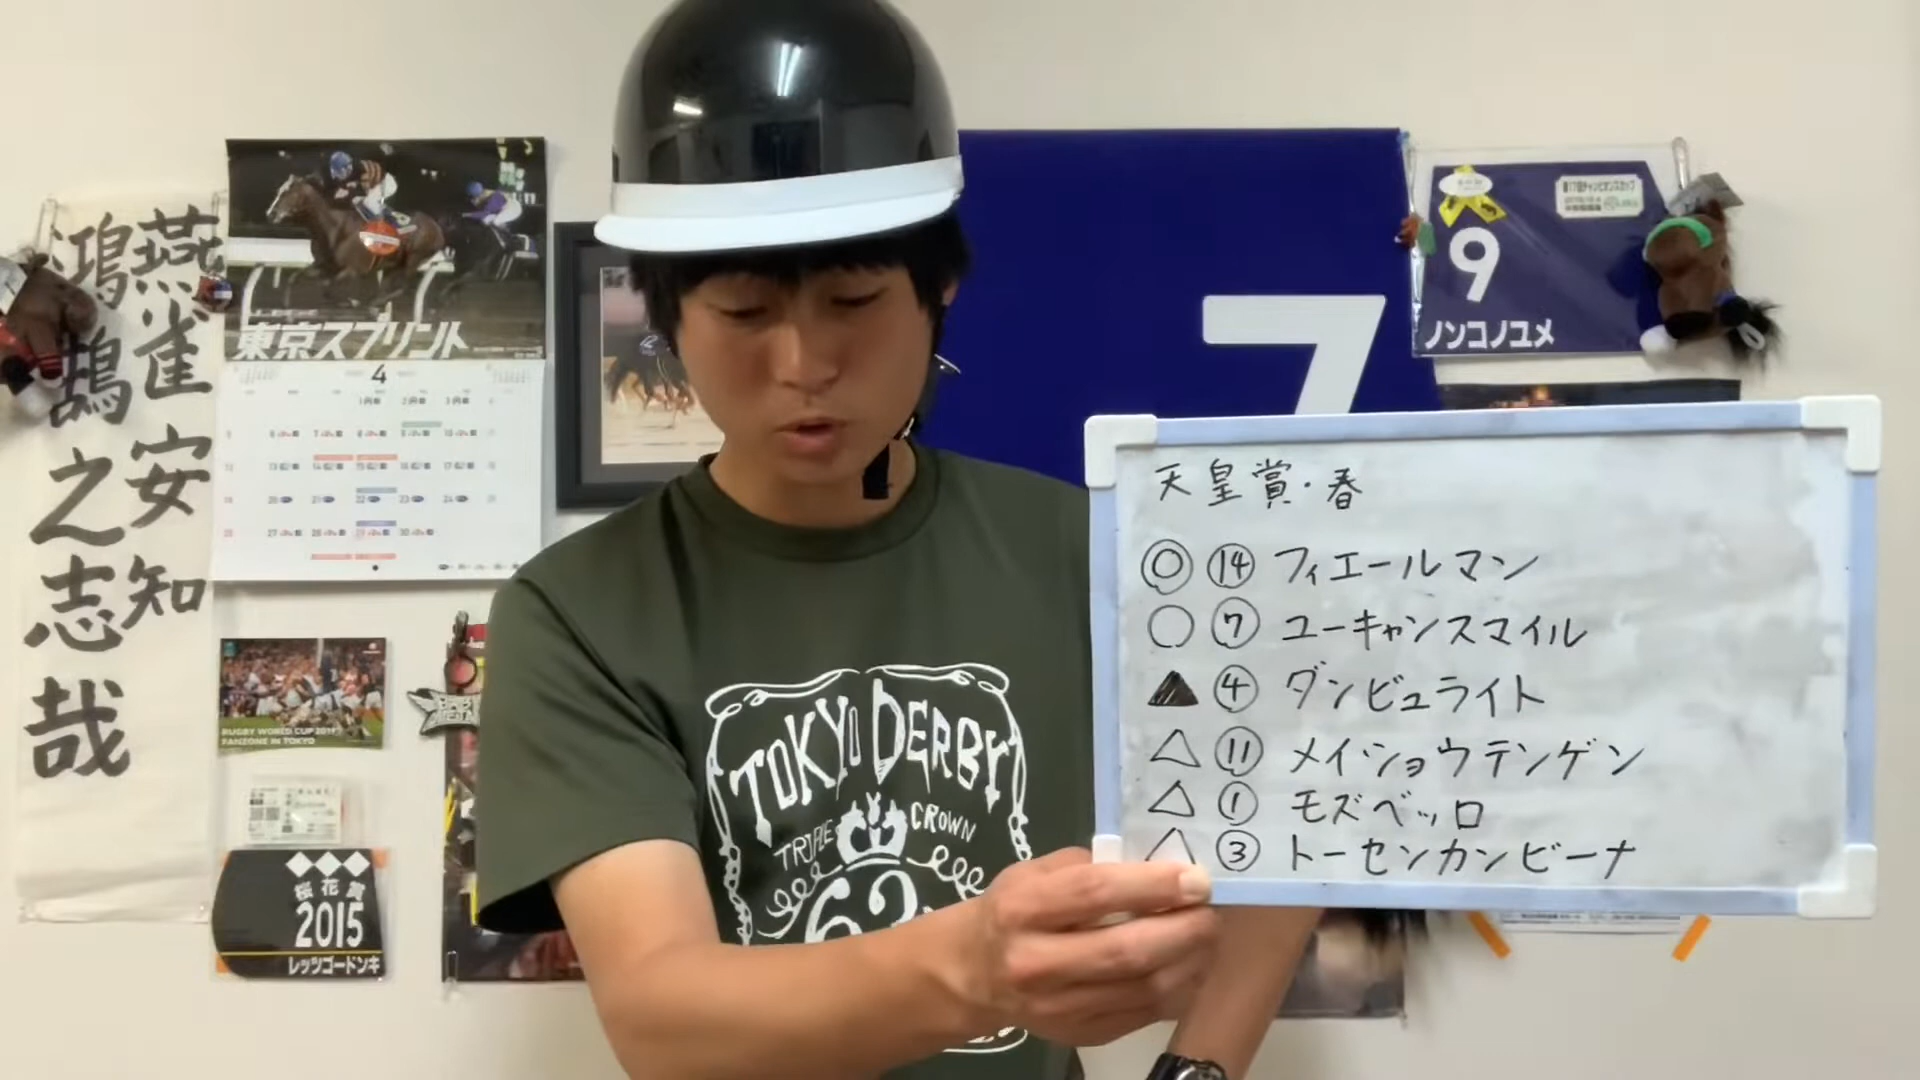 燕雀安知
鴻鵠之志哉
東京スプリント
4
RUGBY WORLD CUP 2019
FANZONE IN TOKYO
桜花賞
2015
レッツゴードンキ
TOKYO DERBY
TRIPLE
CROWN
7
9
ノンコノユメ
天皇賞・春
◎ ⑭ フィエールマン
○ ⑦ ユーキャンスマイル
▲ ④ ダンビュライト
△ ⑪ メイショウテンゲン
△ ① モズベッロ
△ ③ トーセンカンビーナ